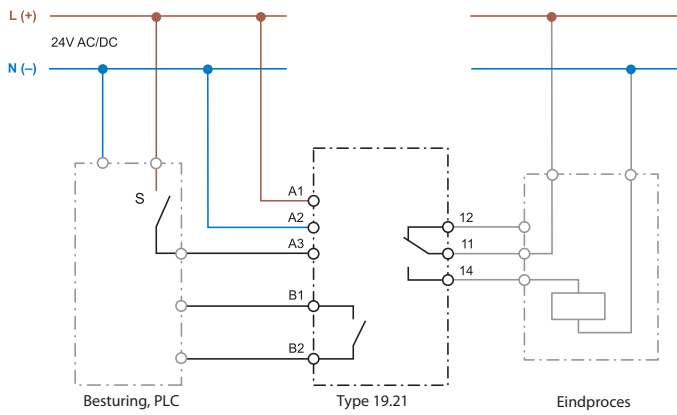 L (+)
24V AC/DC
N (–)
S
A1
A2
A3
B1
B2
12
11
14
Besturing, PLC
Type 19.21
Eindproces